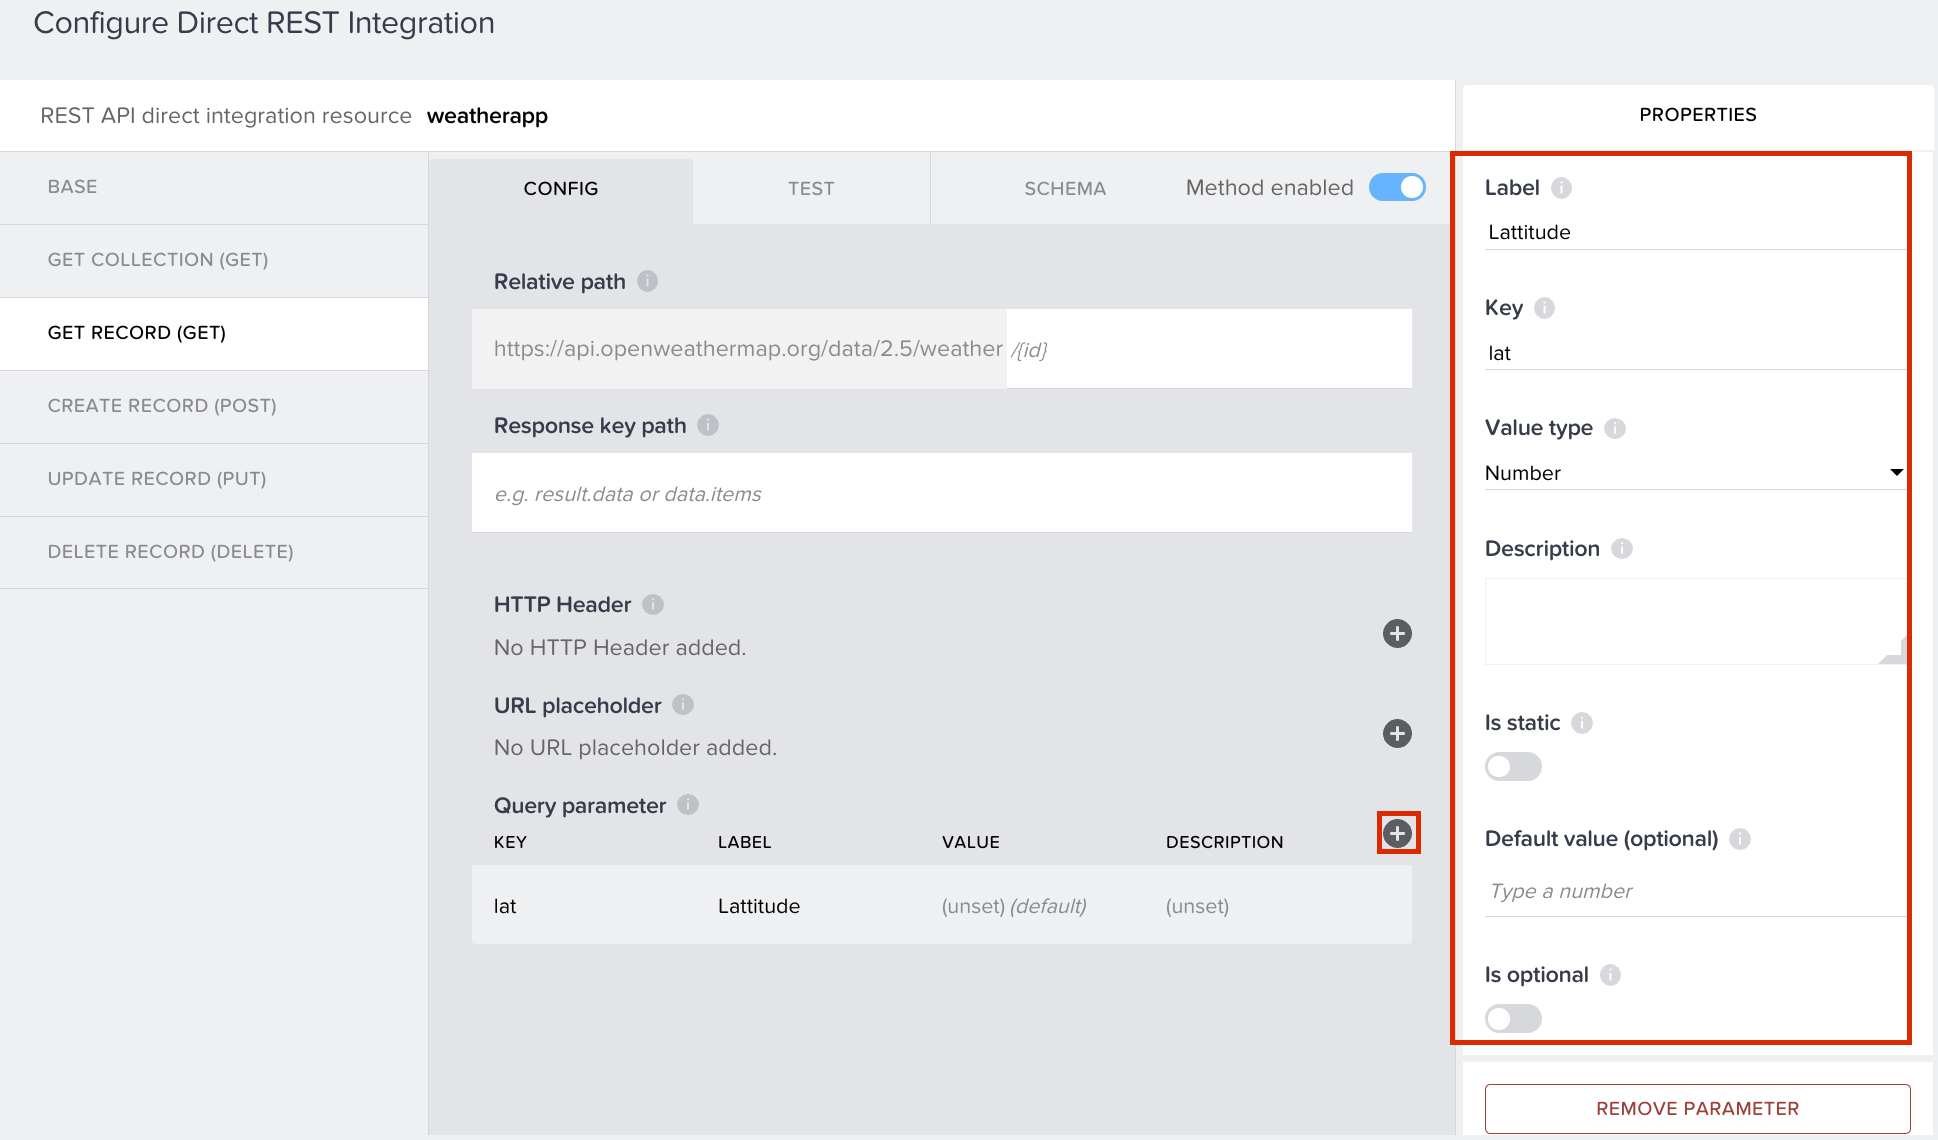 Configure Direct REST Integration
REST API direct integration resource weatherapp
BASE
GET COLLECTION (GET)
GET RECORD (GET)
CREATE RECORD (POST)
UPDATE RECORD (PUT)
DELETE RECORD (DELETE)
CONFIG TEST SCHEMA Method enabled
Relative path
https://api.openweathermap.org/data/2.5/weather /{id}
Response key path
e.g. result.data or data.items
HTTP Header
No HTTP Header added.
URL placeholder
No URL placeholder added.
Query parameter
KEY LABEL VALUE DESCRIPTION
lat Lattitude (unset) (default) (unset)
PROPERTIES
Label
Lattitude
Key
lat
Value type
Number
Description
Is static
Default value (optional)
Type a number
Is optional
REMOVE PARAMETER